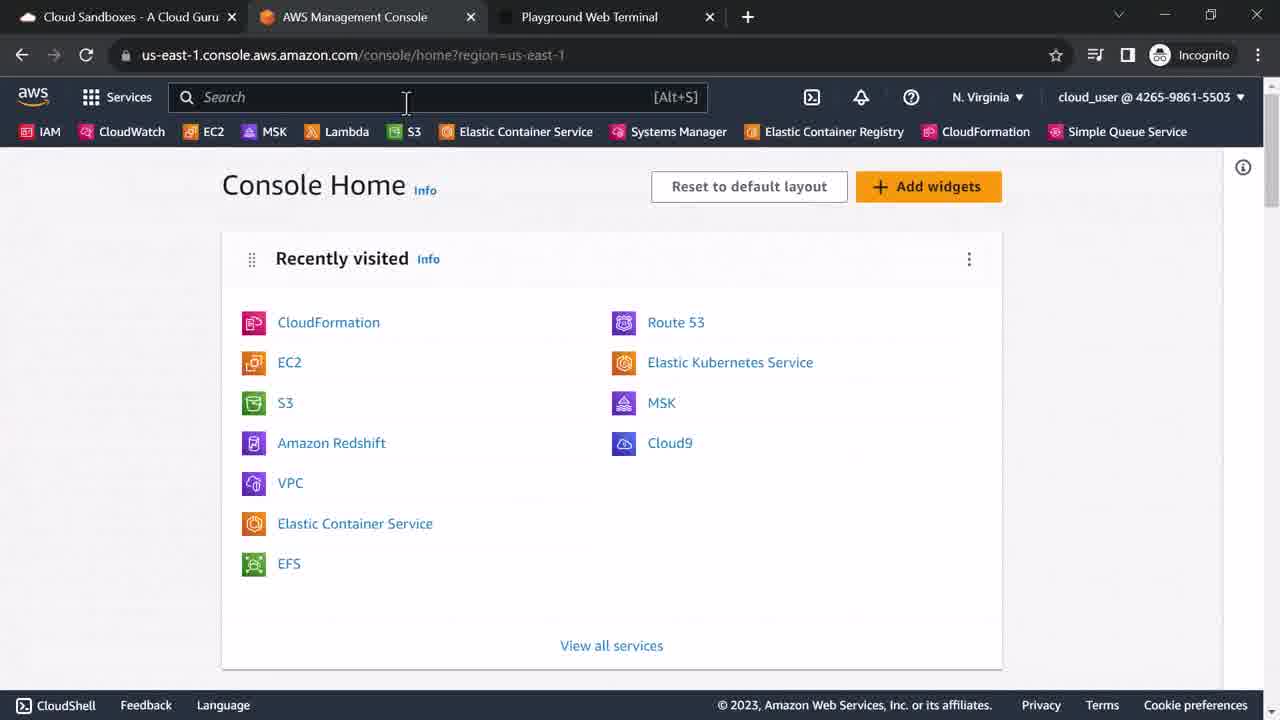 Cloud Sandboxes - A Cloud Guru
AWS Management Console
Playground Web Terminal
us-east-1.console.aws.amazon.com/console/home?region=us-east-1
Incognito
aws
Services
Search
[Alt+S]
N. Virginia
cloud_user @ 4265-9861-5503
IAM
CloudWatch
EC2
MSK
Lambda
S3
Elastic Container Service
Systems Manager
Elastic Container Registry
CloudFormation
Simple Queue Service
Console Home Info
Reset to default layout
+ Add widgets
Recently visited Info
CloudFormation
EC2
S3
Amazon Redshift
VPC
Elastic Container Service
EFS
Route 53
Elastic Kubernetes Service
MSK
Cloud9
View all services
CloudShell
Feedback
Language
© 2023, Amazon Web Services, Inc. or its affiliates.
Privacy
Terms
Cookie preferences